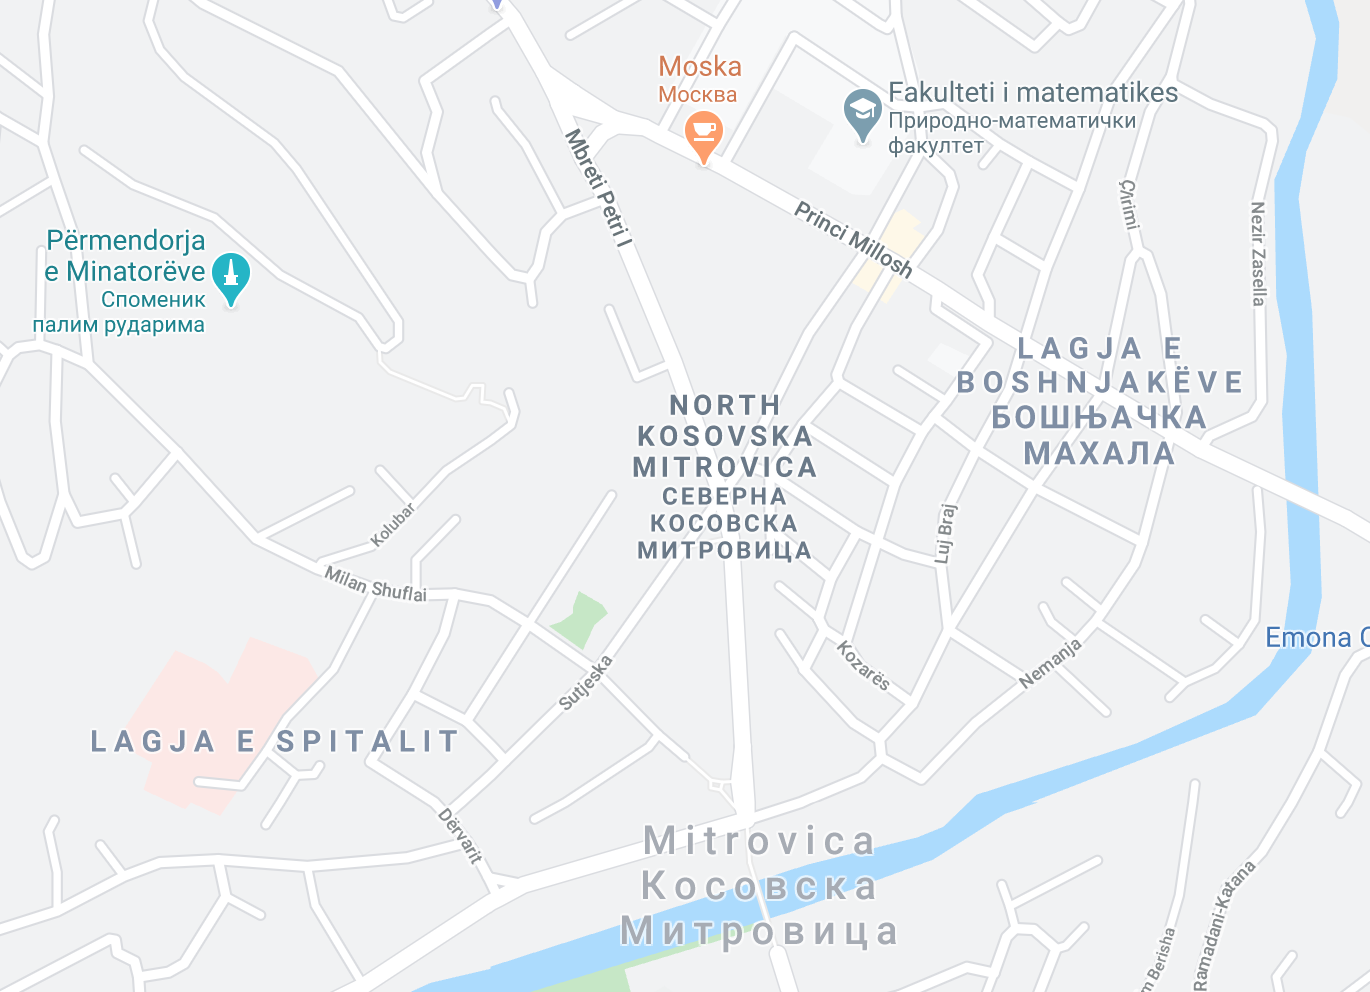 Moska
Москва
Fakulteti i matematikes
Природно-математички
факултет
Mbreti Petri I
Princi Millosh
Çhrimi
Nezir Zasella
Përmendorja
e Minatorëve
Споменик
палим рударима
LAGJA E
BOSHNJAKËVE
БОШЊАЧКА
МАХАЛА
NORTH
KOSOVSKA
MITROVICA
СЕВЕРНА
КОСОВСКА
МИТРОВИЦА
Kolubar
Luj Braj
Milan Shuflai
Emona C
Kozarës
Nemanja
Sutjeska
LAGJA E SPITALIT
Dërvarit
Mitrovica
Косовска
Митровица
Ramadani-Katana
m Berisha